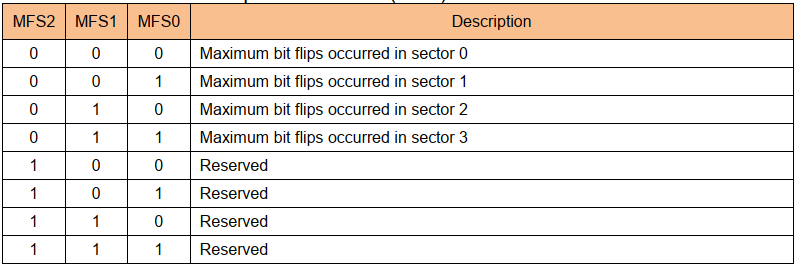 MFS2 MFS1 MFS0 Description
0 0 0 Maximum bit flips occurred in sector 0
0 0 1 Maximum bit flips occurred in sector 1
0 1 0 Maximum bit flips occurred in sector 2
0 1 1 Maximum bit flips occurred in sector 3
1 0 0 Reserved
1 0 1 Reserved
1 1 0 Reserved
1 1 1 Reserved